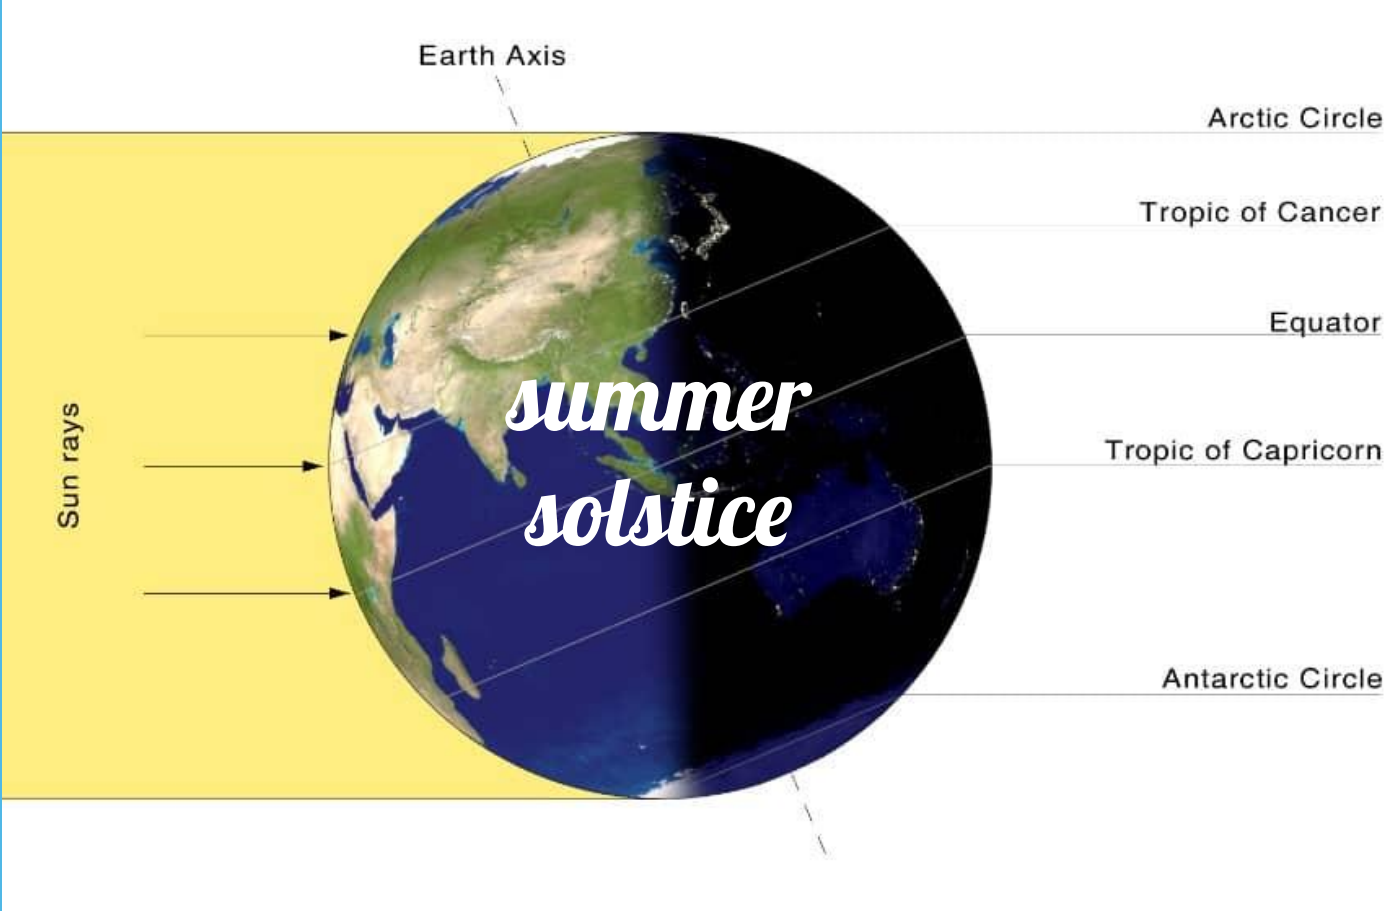 Earth Axis
Arctic Circle
Tropic of Cancer
Equator
summer
solstice
Sun rays
Tropic of Capricorn
Antarctic Circle